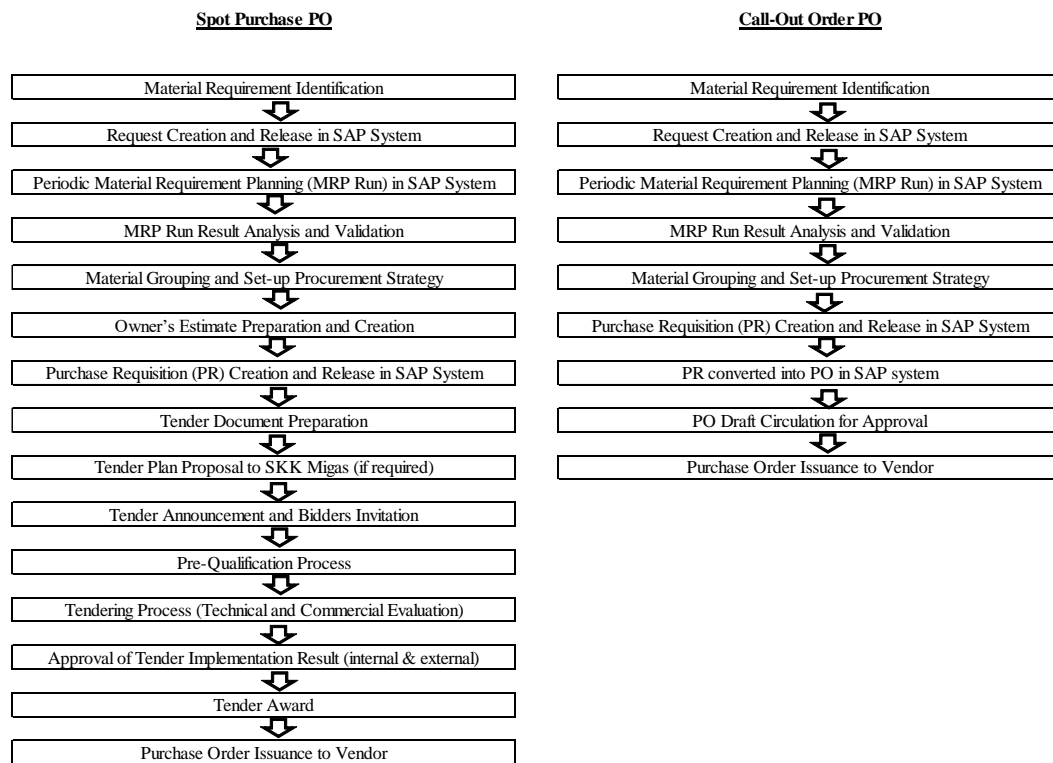 Spot Purchase PO
Material Requirement Identification
Request Creation and Release in SAP System
Periodic Material Requirement Planning (MRP Run) in SAP System
MRP Run Result Analysis and Validation
Material Grouping and Set-up Procurement Strategy
Owner's Estimate Preparation and Creation
Purchase Requisition (PR) Creation and Release in SAP System
Tender Document Preparation
Tender Plan Proposal to SKK Migas (if required)
Tender Announcement and Bidders Invitation
Pre-Qualification Process
Tendering Process (Technical and Commercial Evaluation)
Approval of Tender Implementation Result (internal & external)
Tender Award
Purchase Order Issuance to Vendor
Call-Out Order PO
Material Requirement Identification
Request Creation and Release in SAP System
Periodic Material Requirement Planning (MRP Run) in SAP System
MRP Run Result Analysis and Validation
Material Grouping and Set-up Procurement Strategy
Purchase Requisition (PR) Creation and Release in SAP System
PR converted into PO in SAP system
PO Draft Circulation for Approval
Purchase Order Issuance to Vendor